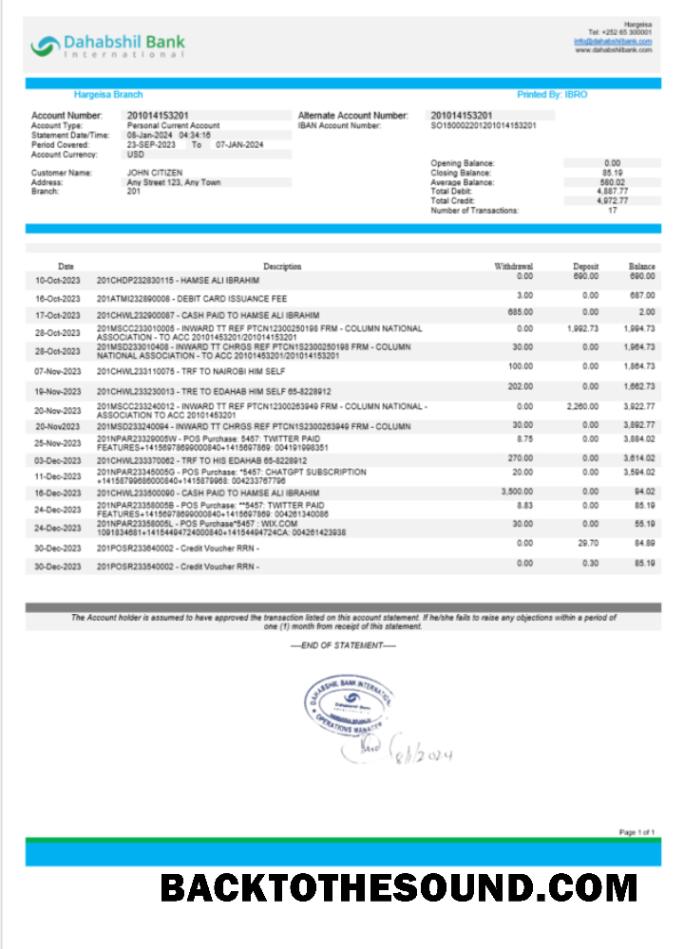 Hargeisa
Tel: +252 65 300001
info@dahabshilbank.com
www.dahabshilbank.com
Dahabshil Bank
International
Hargeisa Branch Printed By: IBRO
Account Number: 201014153201 Alternate Account Number: 201014153201
Account Type: Personal Current Account IBAN Account Number: SO150002201201014153201
Statement Date/Time: 08-Jan-2024 04:34:16
Period Covered: 23-SEP-2023 To 07-JAN-2024
Account Currency: USD
Opening Balance: 0.00
Customer Name: JOHN CITIZEN Closing Balance: 85.19
Address: Any Street 123, Any Town Average Balance: 560.02
Branch: 201 Total Debit: 4,887.77
Total Credit: 4,972.77
Number of Transactions: 17
Date Description Withdrawal Deposit Balance
10-Oct-2023 201CHDP232830115 - HAMSE ALI IBRAHIM 0.00 690.00 690.00
16-Oct-2023 201ATMI232890008 - DEBIT CARD ISSUANCE FEE 3.00 0.00 687.00
17-Oct-2023 201CHWL232900087 - CASH PAID TO HAMSE ALI IBRAHIM 685.00 0.00 2.00
28-Oct-2023 201MSCC233010005 - INWARD TT REF PTCN12300250198 FRM - COLUMN NATIONAL 0.00 1,992.73 1,994.73
ASSOCIATION - TO ACC 20101453201/201014153201
28-Oct-2023 201MSD233010408 - INWARD TT CHRGS REF PTCN1S2300250198 FRM - COLUMN 30.00 0.00 1,964.73
NATIONAL ASSOCIATION - TO ACC 20101453201/201014153201
07-Nov-2023 201CHWL233110075 - TRF TO NAIROBI HIM SELF 100.00 0.00 1,864.73
19-Nov-2023 201CHWL233230013 - TRE TO EDAHAB HIM SELF 65-8228912 202.00 0.00 1,662.73
20-Nov-2023 201MSCC233240012 - INWARD TT REF PTCN12300263949 FRM - COLUMN NATIONAL - 0.00 2,260.00 3,922.77
ASSOCIATION TO ACC 20101453201
20-Nov2023 201MSD233240094 - INWARD TT CHRGS REF PTCN1S2300263949 FRM - COLUMN 30.00 0.00 3,892.77
25-Nov-2023 201NPAR23329005W - POS Purchase: 5457: TWITTER PAID 8.75 0.00 3,884.02
FEATURES+14156978699000840+1415697869: 004191998351
03-Dec-2023 201CHWL233370062 - TRF TO HIS EDAHAB 65-8228912 270.00 0.00 3,614.02
11-Dec-2023 201NPAR23345005G - POS Purchase: *5457: CHATGPT SUBSCRIPTION 20.00 0.00 3,594.02
+14158799686000840+1415879968: 004233767796
16-Dec-2023 201CHWL233500090 - CASH PAID TO HAMSE ALI IBRAHIM 3,500.00 0.00 94.02
24-Dec-2023 201NPAR23358005B - POS Purchase: **5457: TWITTER PAID 8.83 0.00 85.19
FEATURES+14156978699000840+1415697869: 004261340086
24-Dec-2023 201NPAR23358005L - POS Purchase*5457 : WIX.COM 30.00 0.00 55.19
1091834681+14154494724000840+14154494724CA: 004261423938
30-Dec-2023 201POSR233640002 - Credit Voucher RRN - 0.00 29.70 84.89
30-Dec-2023 201POSR233540002 - Credit Voucher RRN - 0.00 0.30 85.19
The Account holder is assumed to have approved the transaction listed on this account statement. If he/she fails to raise any objections within a period of
one (1) month from receipt of this statement.
----END OF STATEMENT----
DAHABSHIL BANK INTERNATIONAL
Dahabshil Bank
OPERATIONS MANAGER
8/1/2024
Page 1 of 1
BACKTOTHESOUND.COM